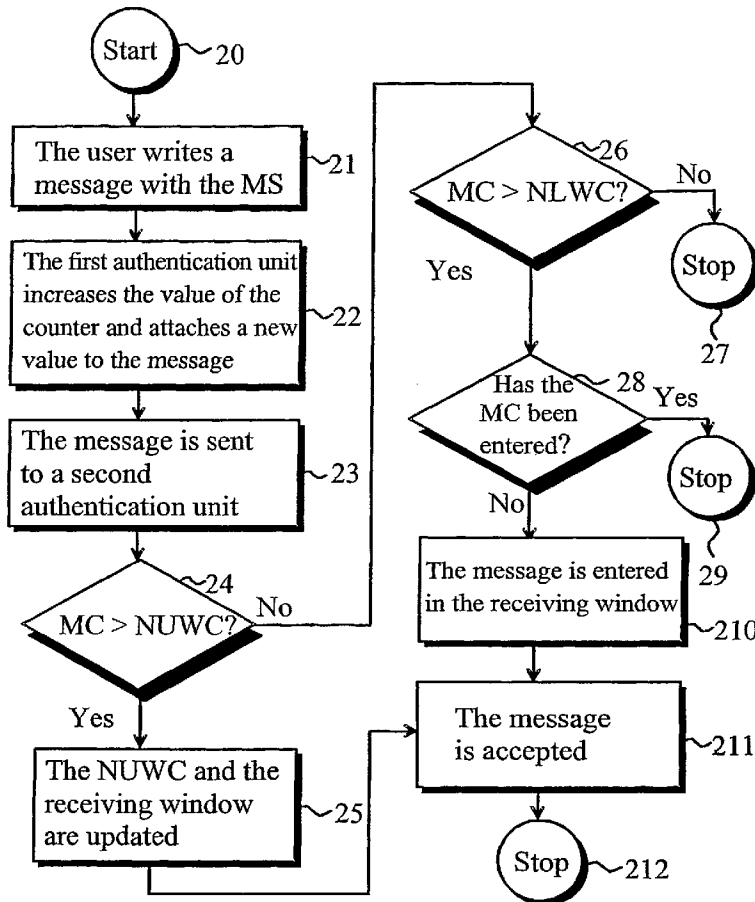 Start
20
The user writes a
message with the MS
21
The first authentication unit
increases the value of the
counter and attaches a new
value to the message
22
The message is sent
to a second
authentication unit
23
24
MC > NUWC?
No
Yes
The NUWC and the
receiving window
are updated
25
26
MC > NLWC?
No
Stop
27
Yes
28
Has the
MC been
entered?
Yes
Stop
29
No
The message is entered
in the receiving window
210
The message
is accepted
211
Stop
212